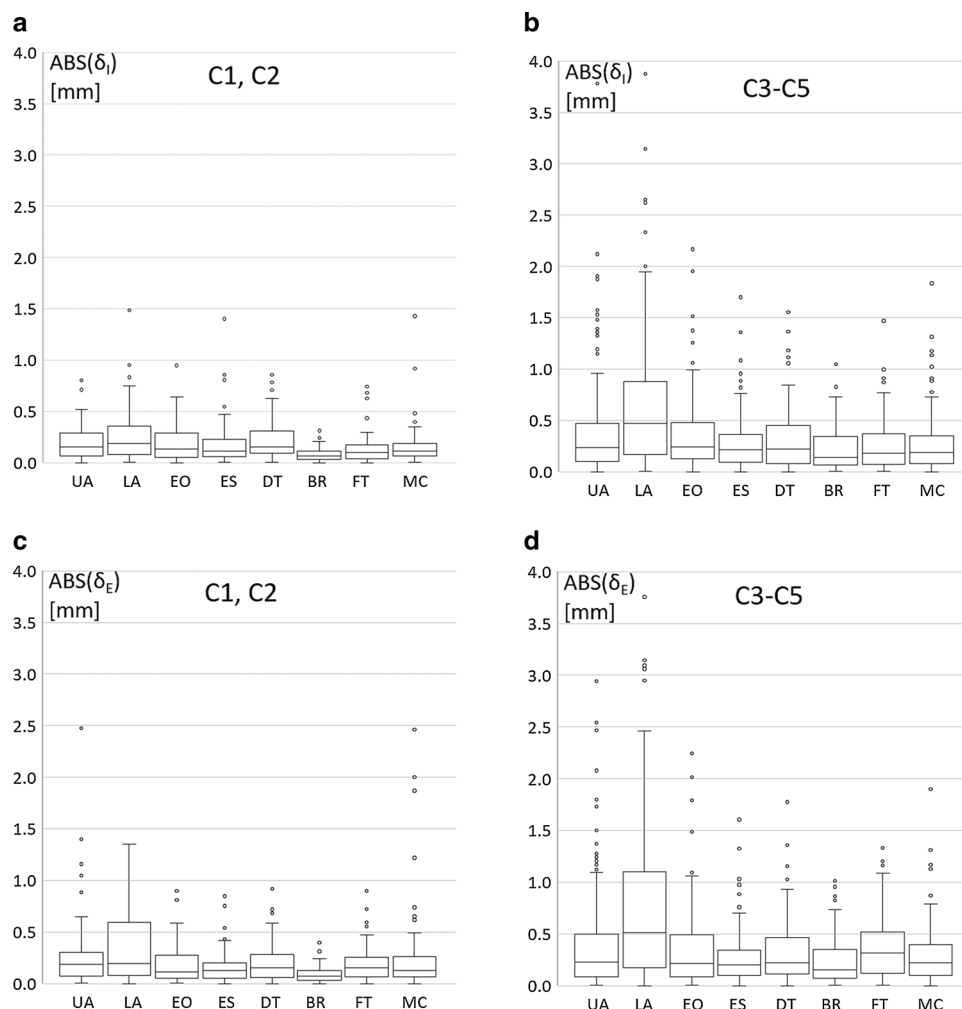 a
4.0
ABS(δI)
[mm]
C1, C2
3.5
3.0
2.5
2.0
1.5
1.0
0.5
0.0
UA LA EO ES DT BR FT MC
b
4.0
ABS(δI)
[mm]
C3-C5
3.5
3.0
2.5
2.0
1.5
1.0
0.5
0.0
UA LA EO ES DT BR FT MC
c
4.0
ABS(δE)
[mm]
C1, C2
3.5
3.0
2.5
2.0
1.5
1.0
0.5
0.0
UA LA EO ES DT BR FT MC
d
4.0
ABS(δE)
[mm]
C3-C5
3.5
3.0
2.5
2.0
1.5
1.0
0.5
0.0
UA LA EO ES DT BR FT MC